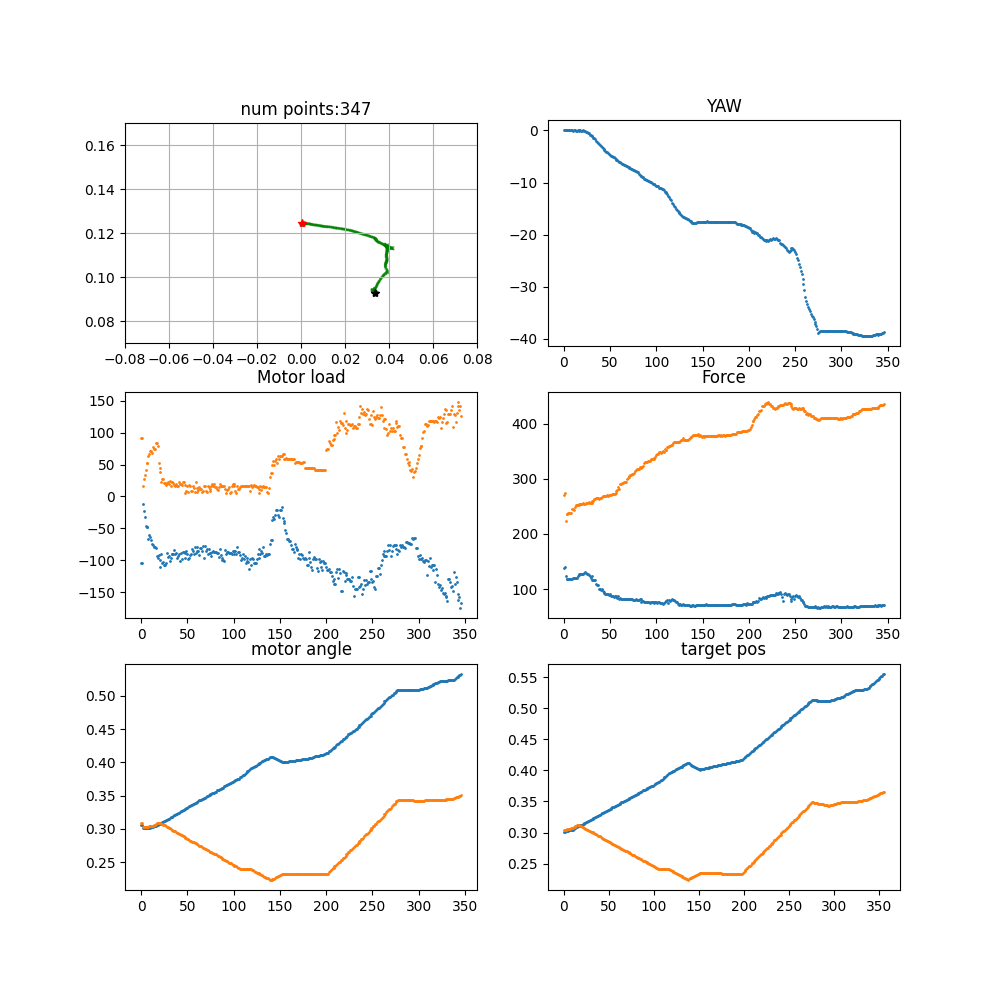 num points:347
YAW
0.16
0.14
0.12
0.10
0.08
−0.08 −0.06 −0.04 −0.02 0.00 0.02 0.04 0.06 0.08
0
−10
−20
−30
−40
0 50 100 150 200 250 300 350
Motor load
Force
150
100
50
0
−50
−100
−150
0 50 100 150 200 250 300 350
400
300
200
100
0 50 100 150 200 250 300 350
motor angle
target pos
0.50
0.45
0.40
0.35
0.30
0.25
0 50 100 150 200 250 300 350
0.55
0.50
0.45
0.40
0.35
0.30
0.25
0 50 100 150 200 250 300 350